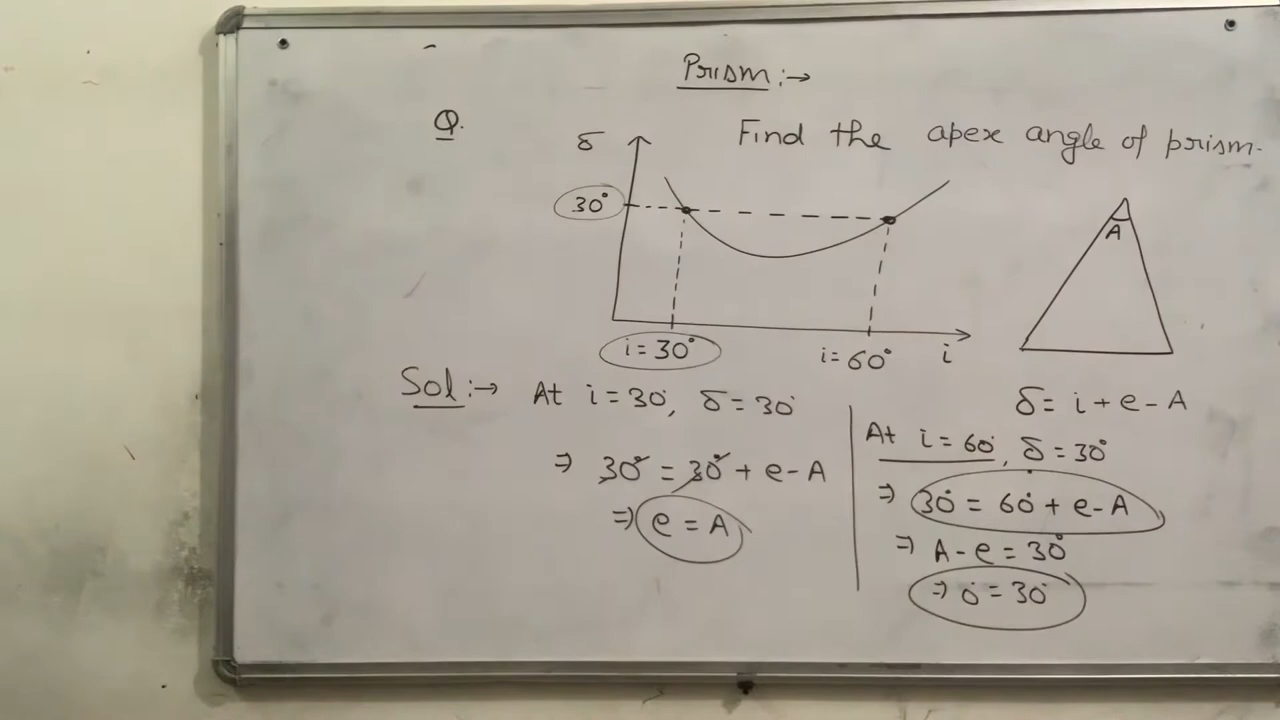 Prism :→
Q.
Find the apex angle of prism.
δ
30°
A
i = 30°
i = 60°
i
Sol :→ At i = 30°, δ = 30°
⇒ 30° = 30° + e - A
⇒ e = A
δ = i + e - A
At i = 60°, δ = 30°
⇒ 30° = 60° + e - A
⇒ A - e = 30°
⇒ 0° = 30°